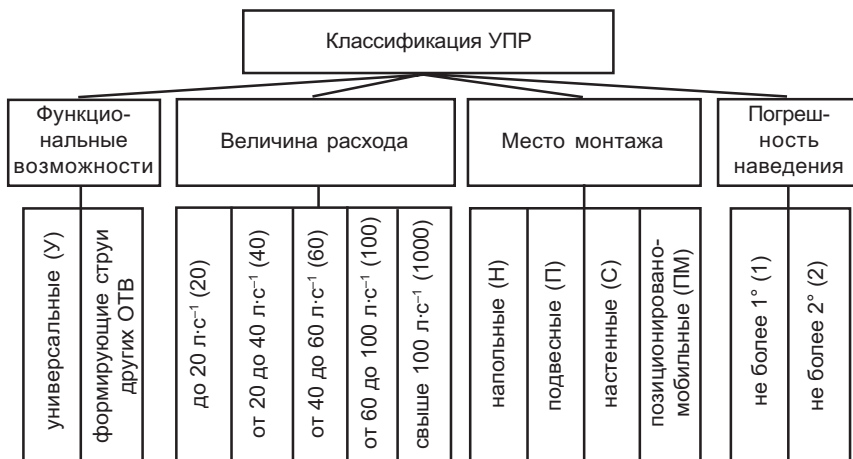 Классификация УПР
Функцио-
нальные
возможности
Величина расхода
Место монтажа
Погреш-
ность
наведения
универсальные (У)
формирующие струи
других ОТВ
до 20 л·с⁻¹ (20)
от 20 до 40 л·с⁻¹ (40)
от 40 до 60 л·с⁻¹ (60)
от 60 до 100 л·с⁻¹ (100)
свыше 100 л·с⁻¹ (1000)
напольные (Н)
подвесные (П)
настенные (С)
позиционировано-
мобильные (ПМ)
не более 1° (1)
не более 2° (2)